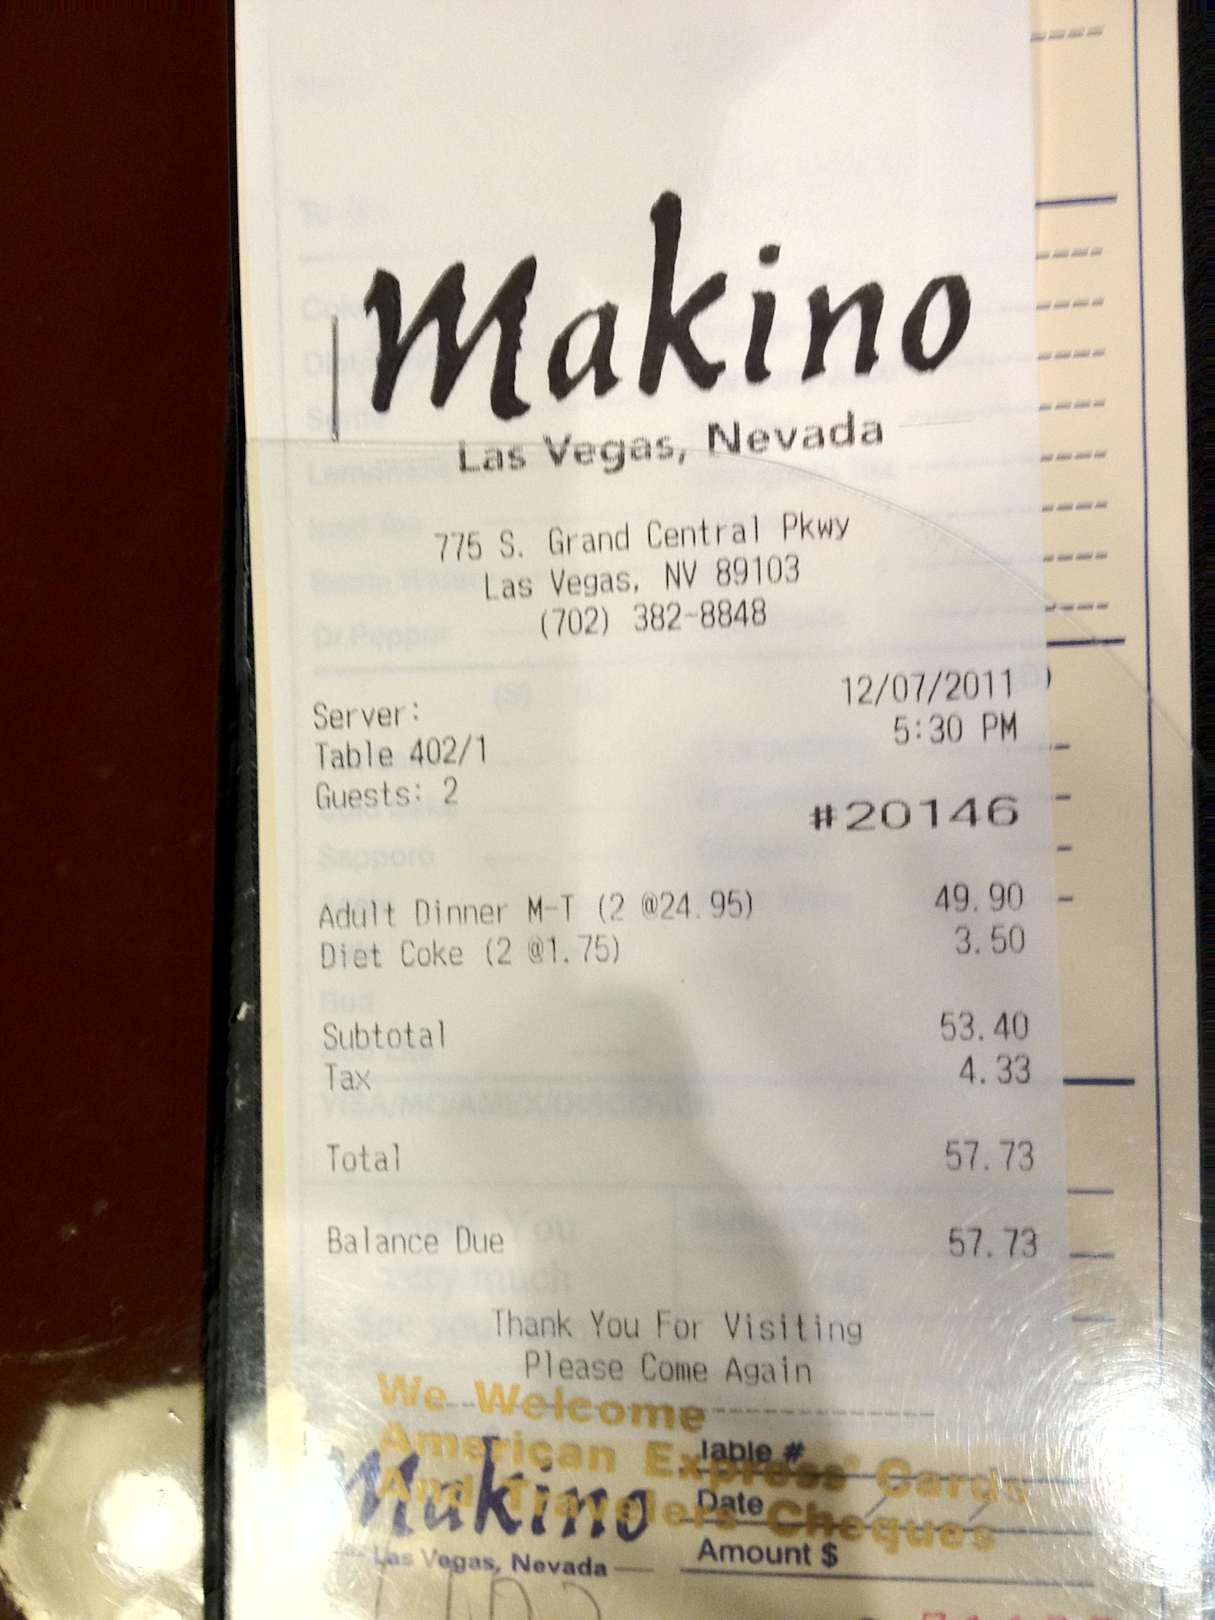 Makino
Las Vegas, Nevada
775 S. Grand Central Pkwy
Las Vegas, NV 89103
(702) 382-8848
Server: 12/07/2011
Table 402/1 5:30 PM
Guests: 2
#20146
Adult Dinner M-T (2 @24.95) 49.90
Diet Coke (2 @1.75) 3.50
Subtotal 53.40
Tax 4.33
Total 57.73
Balance Due 57.73
Thank You For Visiting
Please Come Again
We Welcome
American Express Cards
And Travelers Cheques
Makino
Las Vegas, Nevada
Table #
Date
Amount $